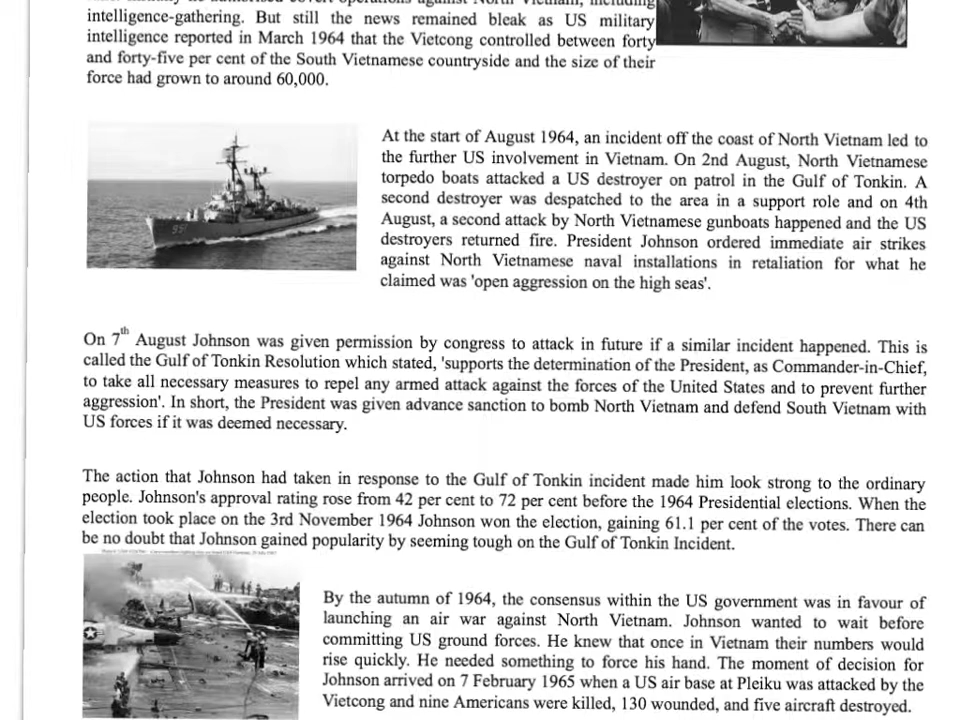 intelligence-gathering. But still the news remained bleak as US military
intelligence reported in March 1964 that the Vietcong controlled between forty
and forty-five per cent of the South Vietnamese countryside and the size of their
force had grown to around 60,000.
At the start of August 1964, an incident off the coast of North Vietnam led to
the further US involvement in Vietnam. On 2nd August, North Vietnamese
torpedo boats attacked a US destroyer on patrol in the Gulf of Tonkin. A
second destroyer was despatched to the area in a support role and on 4th
August, a second attack by North Vietnamese gunboats happened and the US
destroyers returned fire. President Johnson ordered immediate air strikes
against North Vietnamese naval installations in retaliation for what he
claimed was 'open aggression on the high seas'.
On 7th August Johnson was given permission by congress to attack in future if a similar incident happened. This is
called the Gulf of Tonkin Resolution which stated, 'supports the determination of the President, as Commander-in-Chief,
to take all necessary measures to repel any armed attack against the forces of the United States and to prevent further
aggression'. In short, the President was given advance sanction to bomb North Vietnam and defend South Vietnam with
US forces if it was deemed necessary.
The action that Johnson had taken in response to the Gulf of Tonkin incident made him look strong to the ordinary
people. Johnson's approval rating rose from 42 per cent to 72 per cent before the 1964 Presidential elections. When the
election took place on the 3rd November 1964 Johnson won the election, gaining 61.1 per cent of the votes. There can
be no doubt that Johnson gained popularity by seeming tough on the Gulf of Tonkin Incident.
By the autumn of 1964, the consensus within the US government was in favour of
launching an air war against North Vietnam. Johnson wanted to wait before
committing US ground forces. He knew that once in Vietnam their numbers would
rise quickly. He needed something to force his hand. The moment of decision for
Johnson arrived on 7 February 1965 when a US air base at Pleiku was attacked by the
Vietcong and nine Americans were killed, 130 wounded, and five aircraft destroyed.